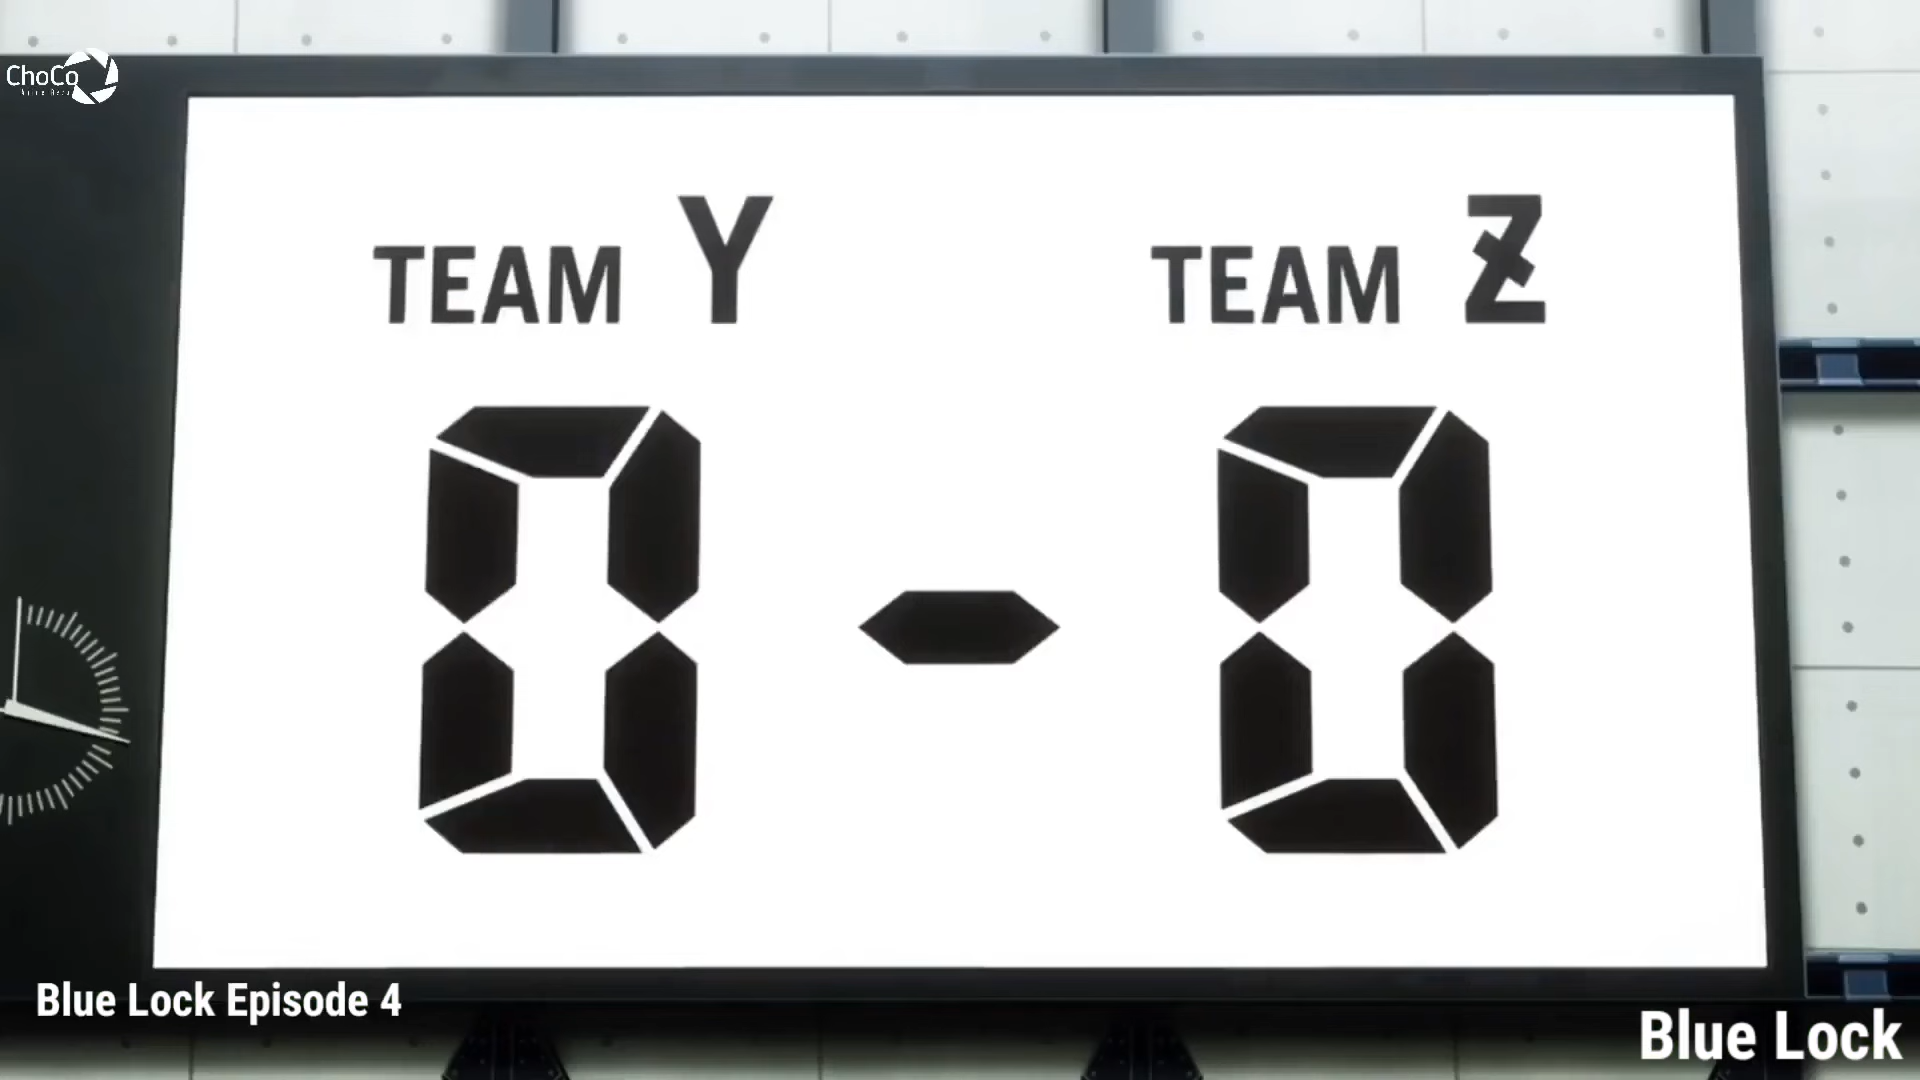 ChoCo
TEAM Y
TEAM Z
0 - 0
Blue Lock Episode 4
Blue Lock